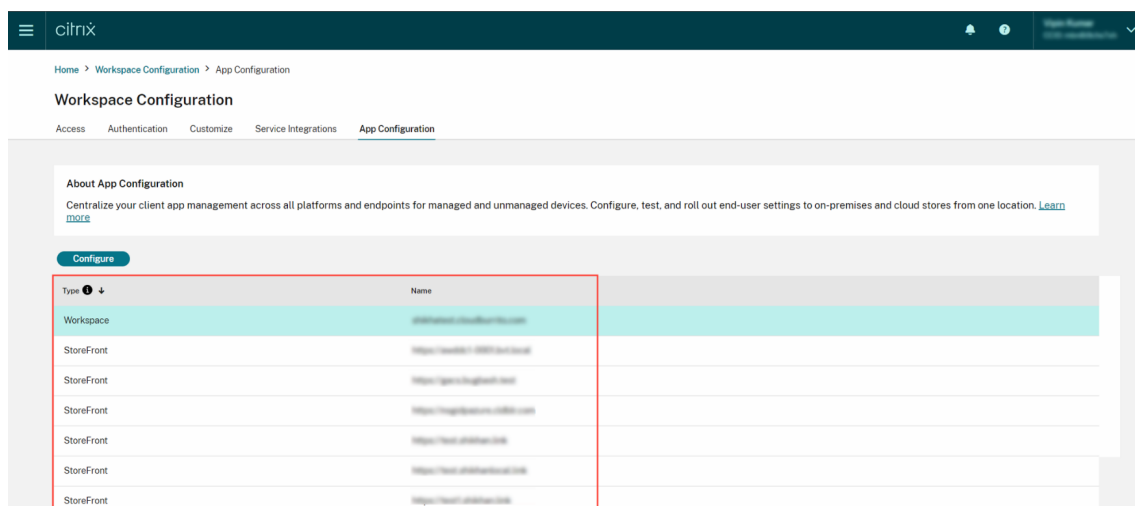 citrix
Home > Workspace Configuration > App Configuration
Workspace Configuration
Access Authentication Customize Service Integrations App Configuration
About App Configuration
Centralize your client app management across all platforms and endpoints for managed and unmanaged devices. Configure, test, and roll out end-user settings to on-premises and cloud stores from one location. Learn
more
Configure
Type Name
Workspace
StoreFront
StoreFront
StoreFront
StoreFront
StoreFront
StoreFront